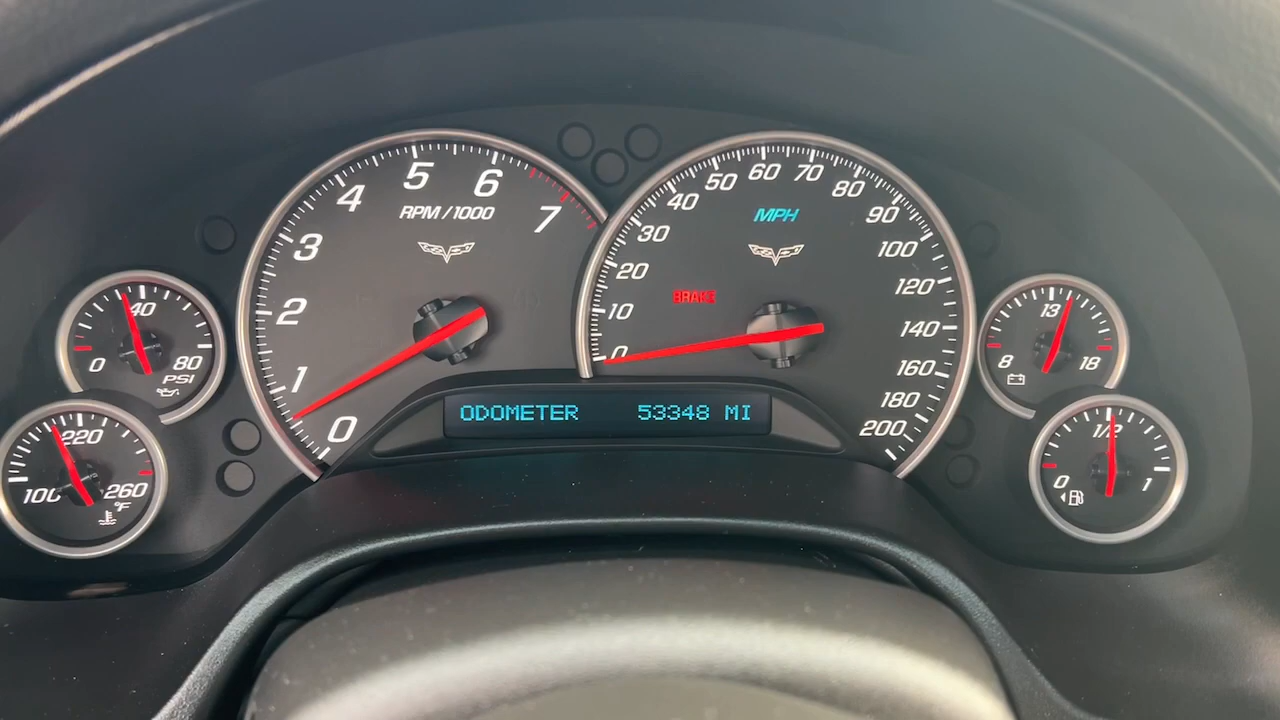 0 1 2 3 4 5 6 7
RPM/1000
0 10 20 30 40 50 60 70 80 90 100 120 140 160 180 200
MPH
BRAKE
ODOMETER 53348 MI
0 40 80
PSI
100 220 260
°F
8 13 18
0 1/2 1